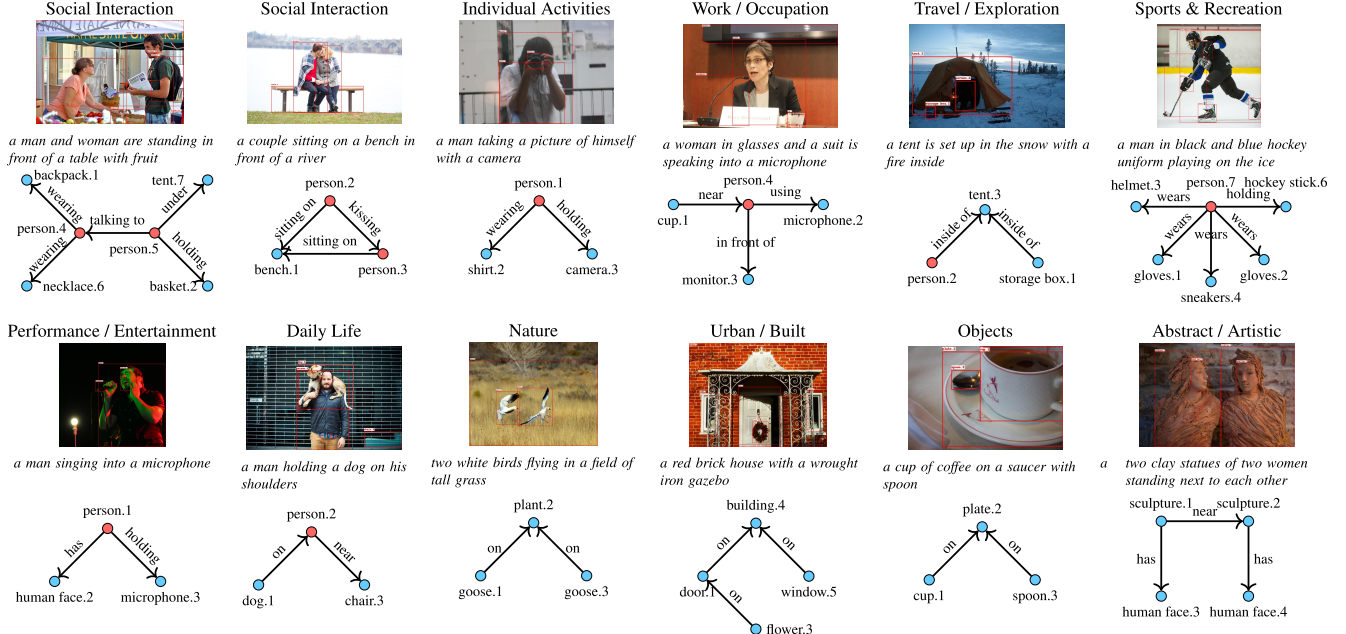 Social Interaction
Social Interaction
Individual Activities
Work / Occupation
Travel / Exploration
Sports & Recreation
a man and woman are standing in
front of a table with fruit
a couple sitting on a bench in
front of a river
a man taking a picture of himself
with a camera
a woman in glasses and a suit is
speaking into a microphone
a tent is set up in the snow with a
fire inside
a man in black and blue hockey
uniform playing on the ice
backpack.1
tent.7
wearing
under
person.4
talking to
person.5
wearing
holding
necklace.6
basket.2
person.2
sitting on
kissing
sitting on
bench.1
person.3
person.1
wearing
holding
shirt.2
camera.3
person.4
near
using
cup.1
microphone.2
in front of
monitor.3
tent.3
inside of
inside of
person.2
storage box.1
helmet.3
person.7
hockey stick.6
wears
holding
wears
wears
wears
gloves.1
gloves.2
sneakers.4
Performance / Entertainment
Daily Life
Nature
Urban / Built
Objects
Abstract / Artistic
a man singing into a microphone
a man holding a dog on his
shoulders
two white birds flying in a field of
tall grass
a red brick house with a wrought
iron gazebo
a cup of coffee on a saucer with
spoon
a two clay statues of two women
standing next to each other
person.1
has
holding
human face.2
microphone.3
person.2
on
near
dog.1
chair.3
plant.2
on
on
goose.1
goose.3
building.4
on
on
door.1
window.5
on
flower.3
plate.2
on
on
cup.1
spoon.3
sculpture.1
sculpture.2
near
has
has
human face.3
human face.4